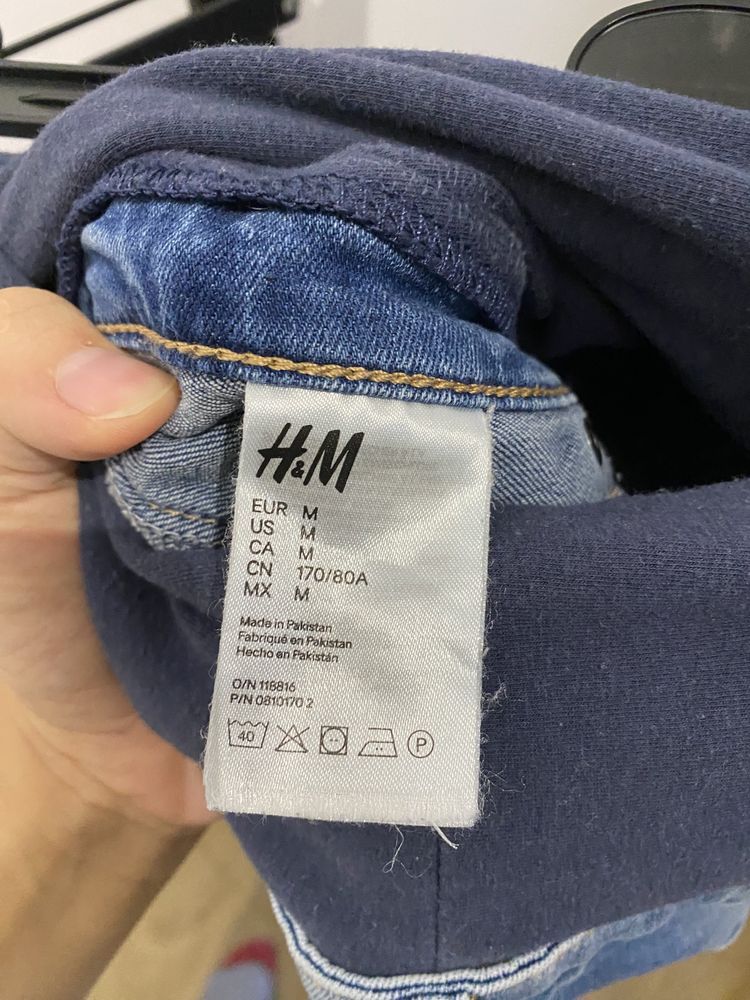 H&M
EUR M
US M
CA M
CN 170/80A
MX M
Made in Pakistan
Fabriqué en Pakistan
Hecho en Pakistán
O/N 118816
P/N 0810170 2
40 P